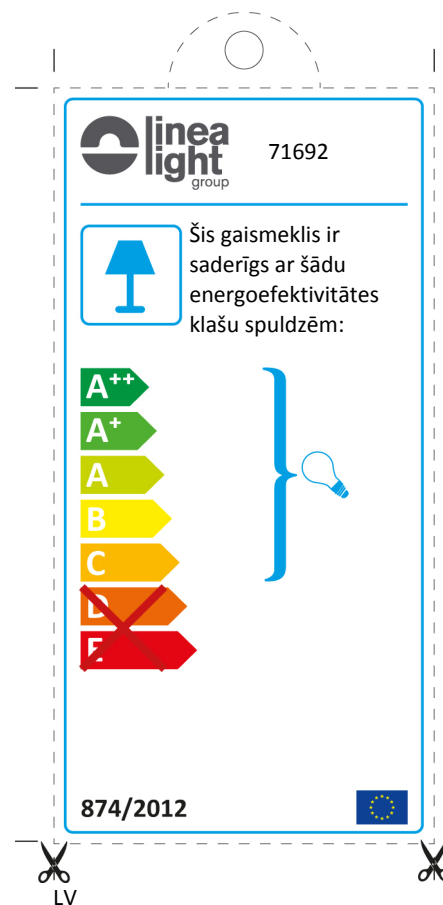 linea
light
group
71692
Šis gaismeklis ir
saderīgs ar šādu
energoefektivitātes
klašu spuldzēm:
A++
A+
A
B
C
D
E
874/2012
LV